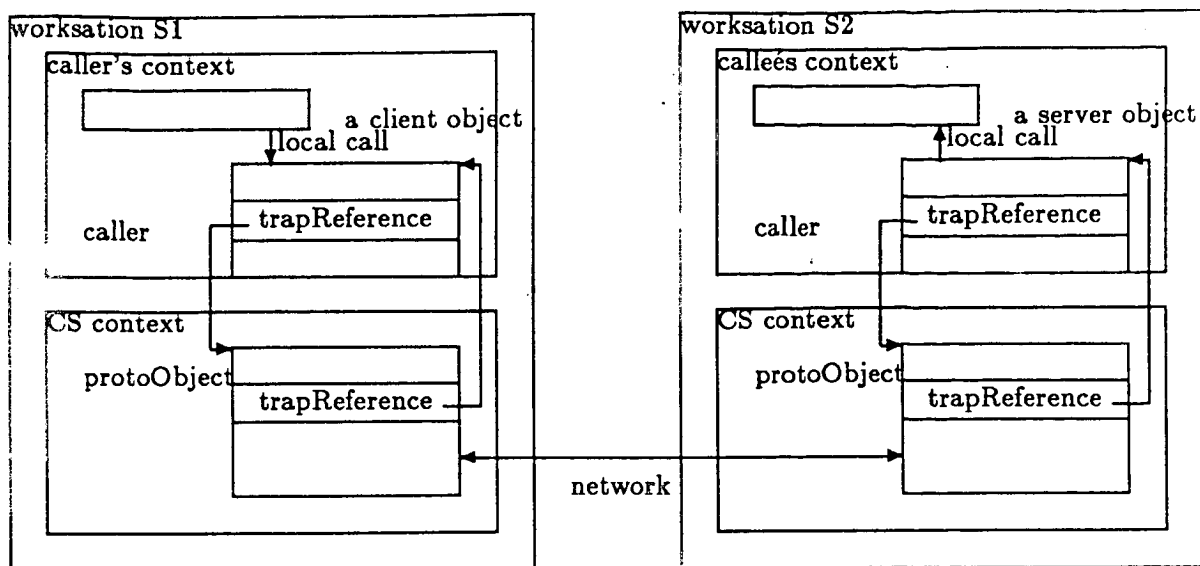 worksation S1
caller's context
a client object
local call
trapReference
caller
CS context
protoObject
trapReference
network
worksation S2
calleés context
a server object
local call
trapReference
caller
CS context
protoObject
trapReference